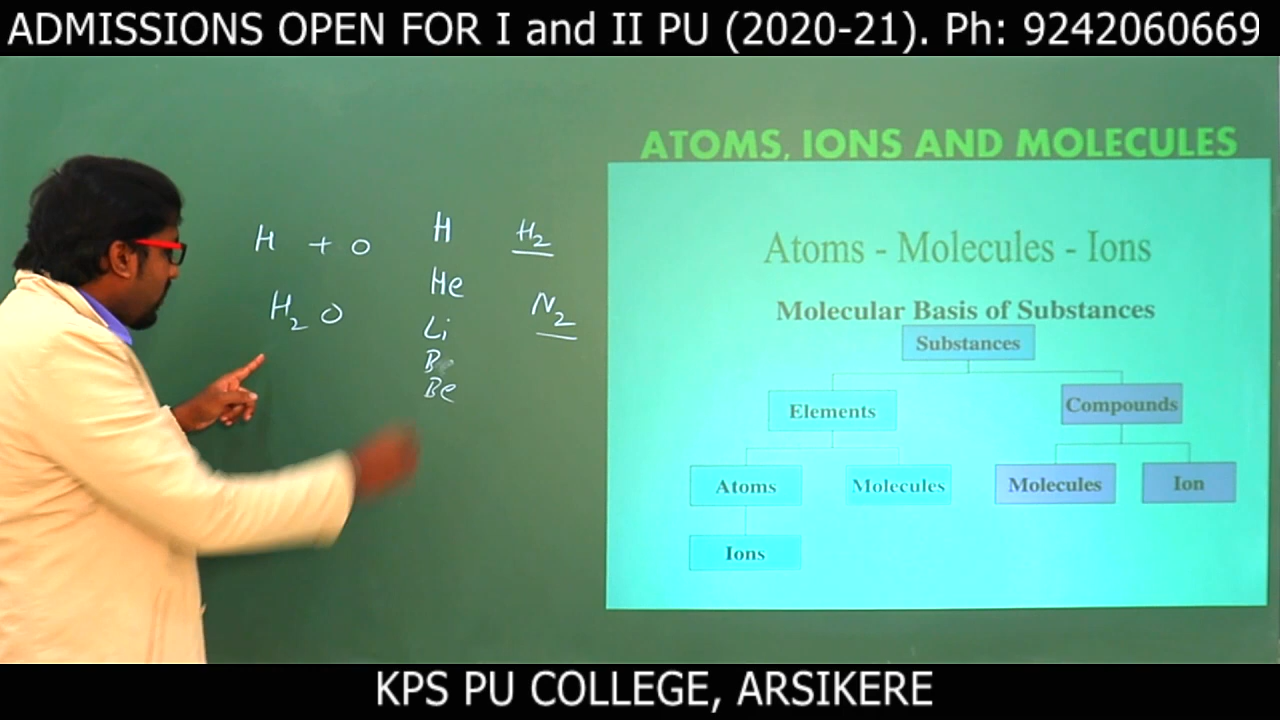 ADMISSIONS OPEN FOR I and II PU (2020-21). Ph: 9242060669
ATOMS, IONS AND MOLECULES
H + O
H₂O
H
He
Li
B
Be
H₂
N₂
Atoms - Molecules - Ions
Molecular Basis of Substances
Substances
Elements
Compounds
Atoms
Molecules
Molecules
Ion
Ions
KPS PU COLLEGE, ARSIKERE